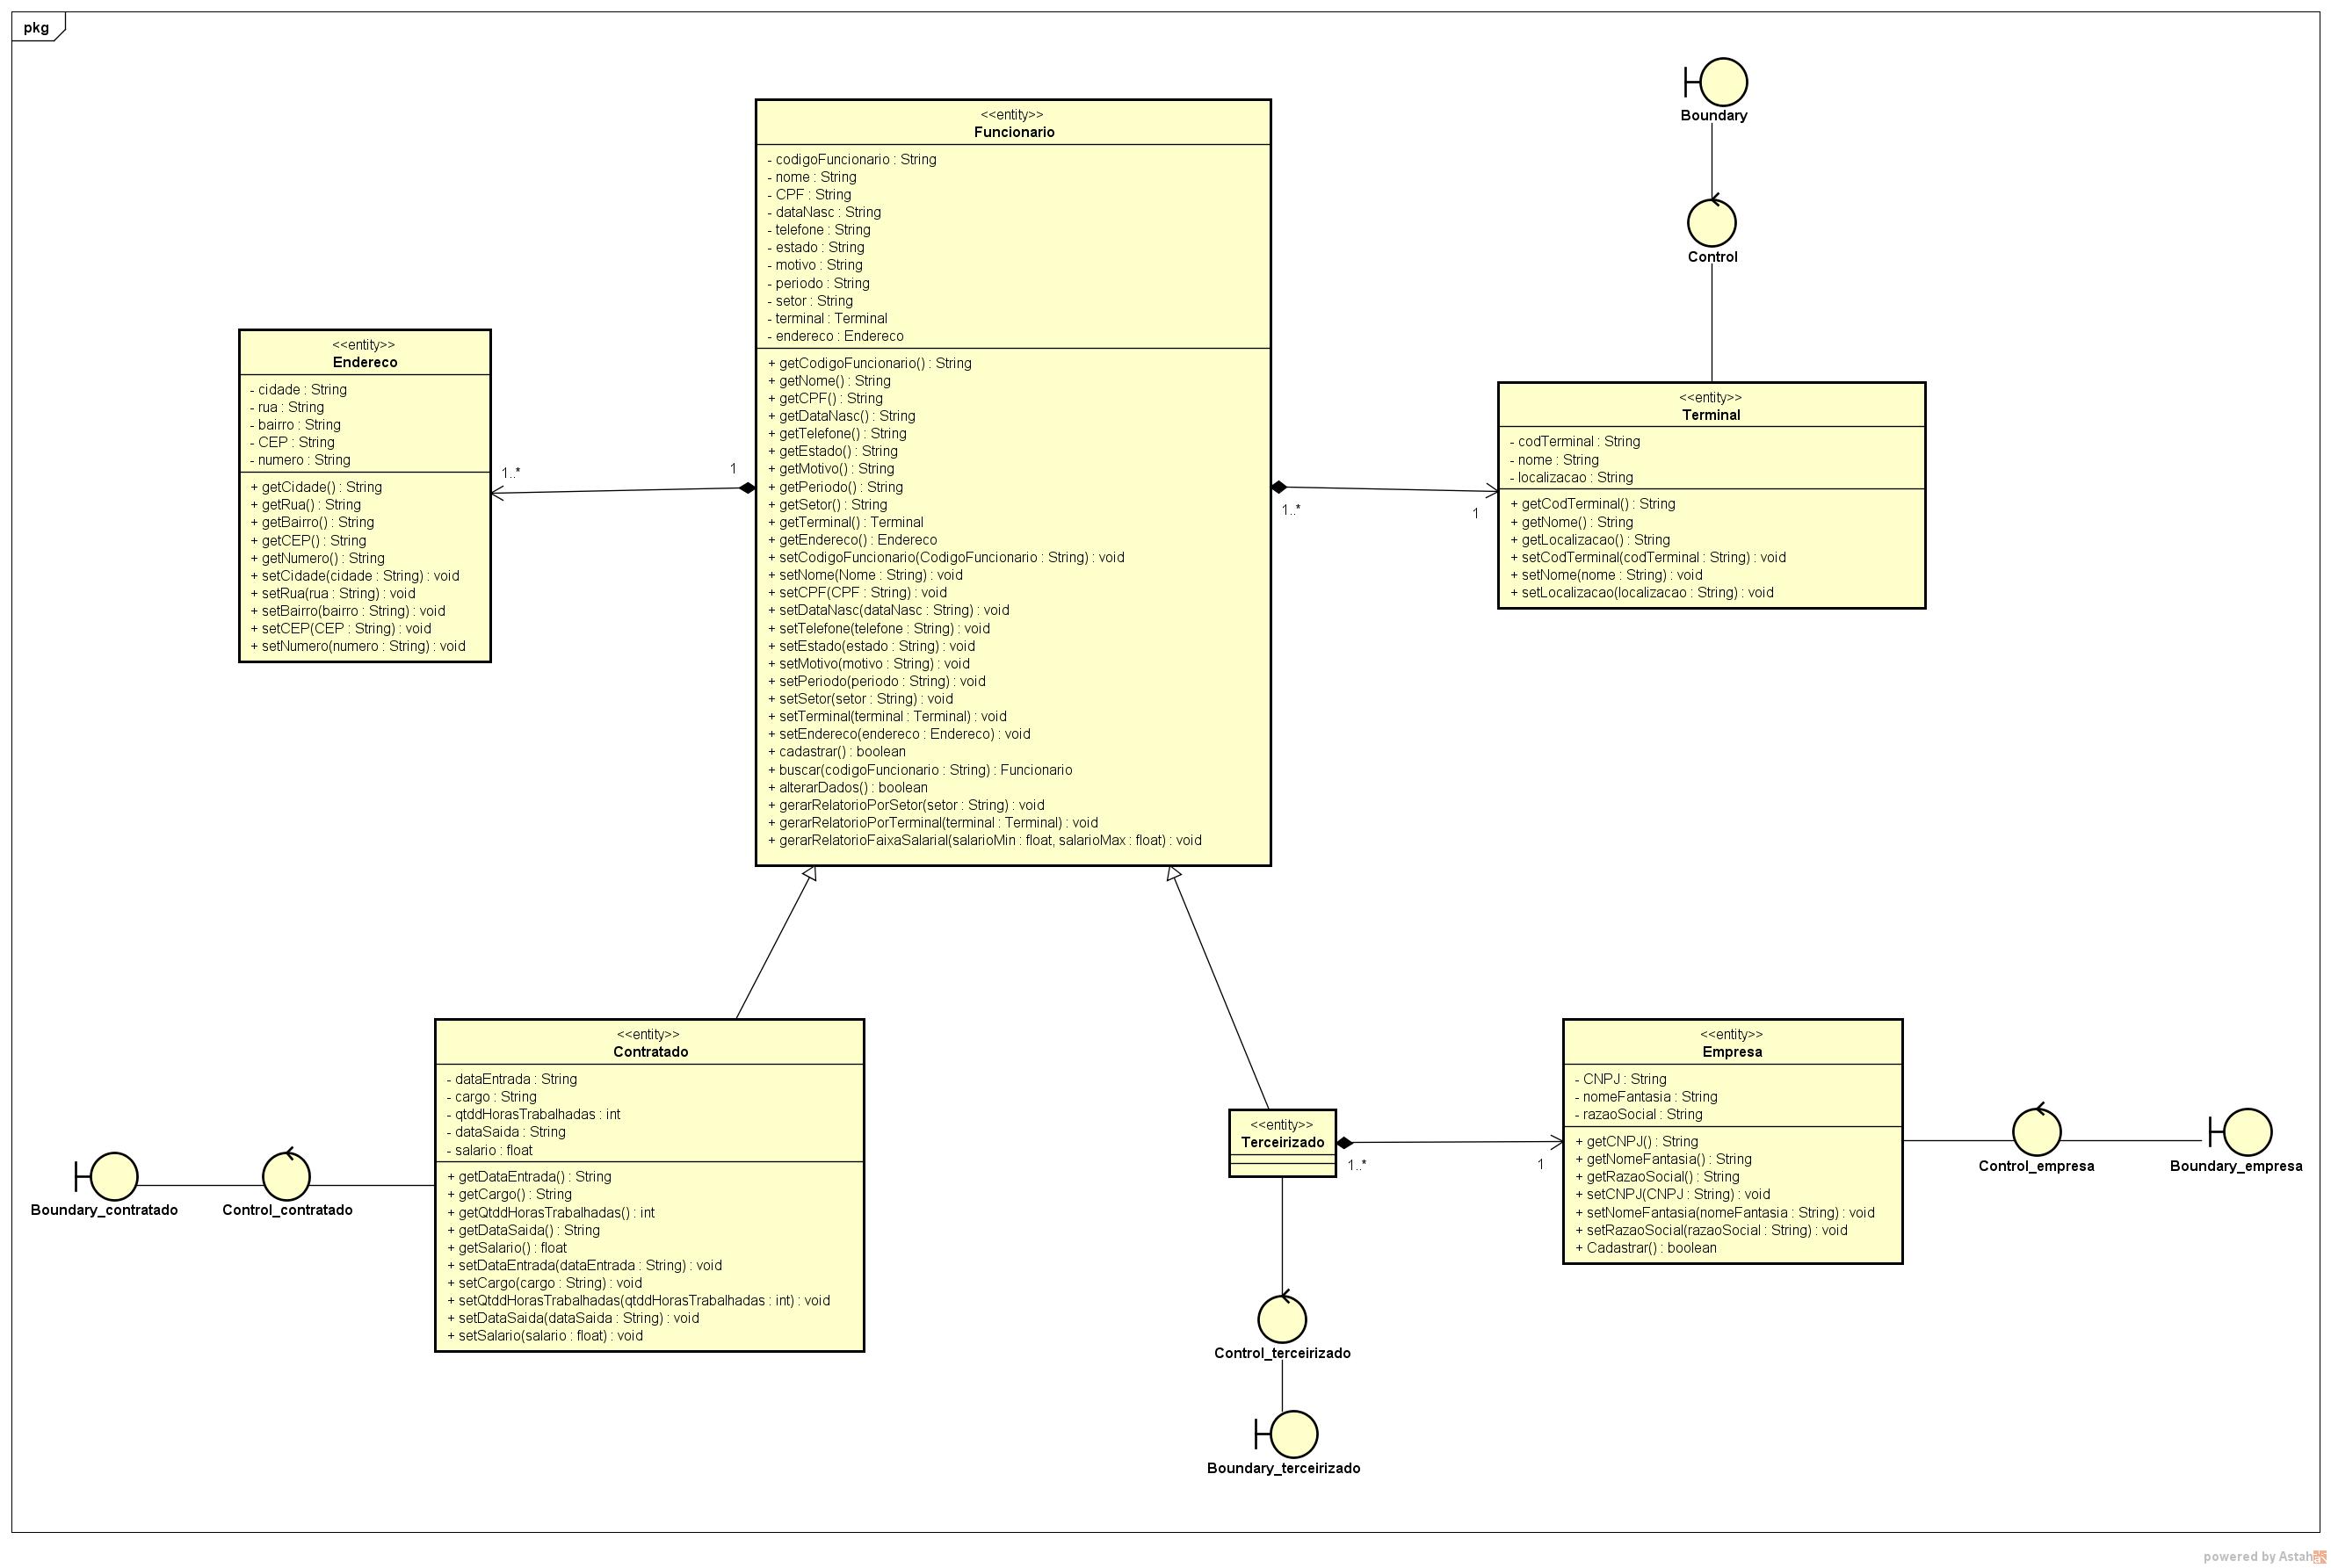 pkg
Boundary
Control
<<entity>>
Funcionario
- codigoFuncionario : String
- nome : String
- CPF : String
- dataNasc : String
- telefone : String
- estado : String
- motivo : String
- periodo : String
- setor : String
- terminal : Terminal
- endereco : Endereco
+ getCodigoFuncionario() : String
+ getNome() : String
+ getCPF() : String
+ getDataNasc() : String
+ getTelefone() : String
+ getEstado() : String
+ getMotivo() : String
+ getPeriodo() : String
+ getSetor() : String
+ getTerminal() : Terminal
+ getEndereco() : Endereco
+ setCodigoFuncionario(CodigoFuncionario : String) : void
+ setNome(Nome : String) : void
+ setCPF(CPF : String) : void
+ setDataNasc(dataNasc : String) : void
+ setTelefone(telefone : String) : void
+ setEstado(estado : String) : void
+ setMotivo(motivo : String) : void
+ setPeriodo(periodo : String) : void
+ setSetor(setor : String) : void
+ setTerminal(terminal : Terminal) : void
+ setEndereco(endereco : Endereco) : void
+ cadastrar() : boolean
+ buscar(codigoFuncionario : String) : Funcionario
+ alterarDados() : boolean
+ gerarRelatorioPorSetor(setor : String) : void
+ gerarRelatorioPorTerminal(terminal : Terminal) : void
+ gerarRelatorioFaixaSalarial(salarioMin : float, salarioMax : float) : void
<<entity>>
Endereco
- cidade : String
- rua : String
- bairro : String
- CEP : String
- numero : String
+ getCidade() : String
+ getRua() : String
+ getBairro() : String
+ getCEP() : String
+ getNumero() : String
+ setCidade(cidade : String) : void
+ setRua(rua : String) : void
+ setBairro(bairro : String) : void
+ setCEP(CEP : String) : void
+ setNumero(numero : String) : void
1..*
1
1..*
1
<<entity>>
Terminal
- codTerminal : String
- nome : String
- localizacao : String
+ getCodTerminal() : String
+ getNome() : String
+ getLocalizacao() : String
+ setCodTerminal(codTerminal : String) : void
+ setNome(nome : String) : void
+ setLocalizacao(localizacao : String) : void
<<entity>>
Contratado
- dataEntrada : String
- cargo : String
- qtddHorasTrabalhadas : int
- dataSaida : String
- salario : float
+ getDataEntrada() : String
+ getCargo() : String
+ getQtddHorasTrabalhadas() : int
+ getDataSaida() : String
+ getSalario() : float
+ setDataEntrada(dataEntrada : String) : void
+ setCargo(cargo : String) : void
+ setQtddHorasTrabalhadas(qtddHorasTrabalhadas : int) : void
+ setDataSaida(dataSaida : String) : void
+ setSalario(salario : float) : void
Boundary_contratado
Control_contratado
<<entity>>
Terceirizado
1..*
1
<<entity>>
Empresa
- CNPJ : String
- nomeFantasia : String
- razaoSocial : String
+ getCNPJ() : String
+ getNomeFantasia() : String
+ getRazaoSocial() : String
+ setCNPJ(CNPJ : String) : void
+ setNomeFantasia(nomeFantasia : String) : void
+ setRazaoSocial(razaoSocial : String) : void
+ Cadastrar() : boolean
Control_empresa
Boundary_empresa
Control_terceirizado
Boundary_terceirizado
powered by Astah